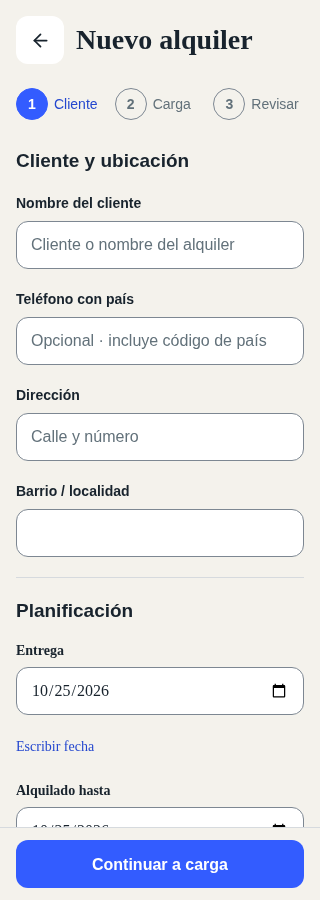 Nuevo alquiler
1 Cliente 2 Carga 3 Revisar
Cliente y ubicación
Nombre del cliente
Cliente o nombre del alquiler
Teléfono con país
Opcional · incluye código de país
Dirección
Calle y número
Barrio / localidad
Planificación
Entrega
10/25/2026
Escribir fecha
Alquilado hasta
Continuar a carga